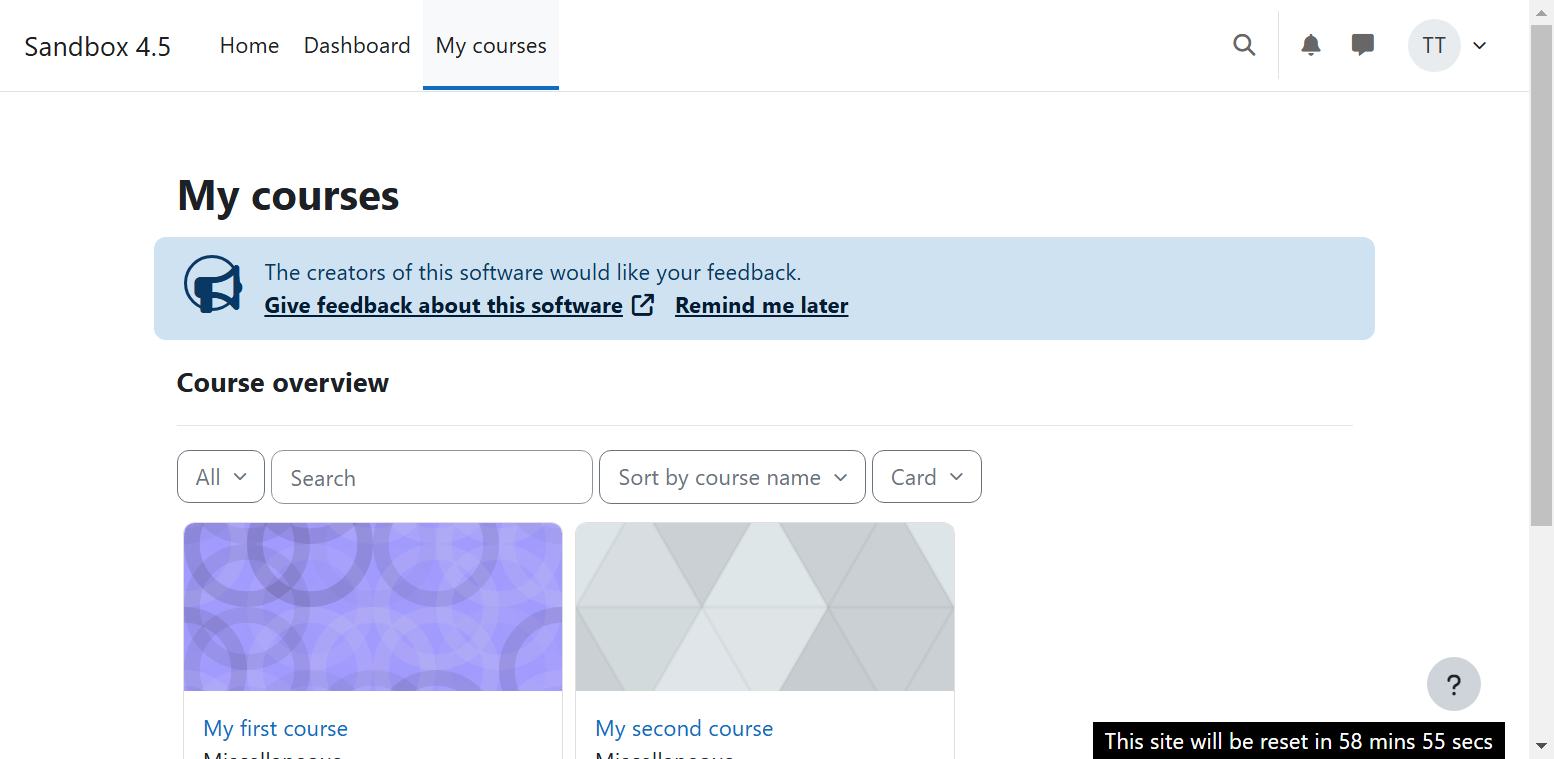 Sandbox 4.5 Home Dashboard My courses TT
My courses
The creators of this software would like your feedback.
Give feedback about this software Remind me later
Course overview
All Search Sort by course name Card
My first course My second course
Miscellaneous Miscellaneous
?
This site will be reset in 58 mins 55 secs